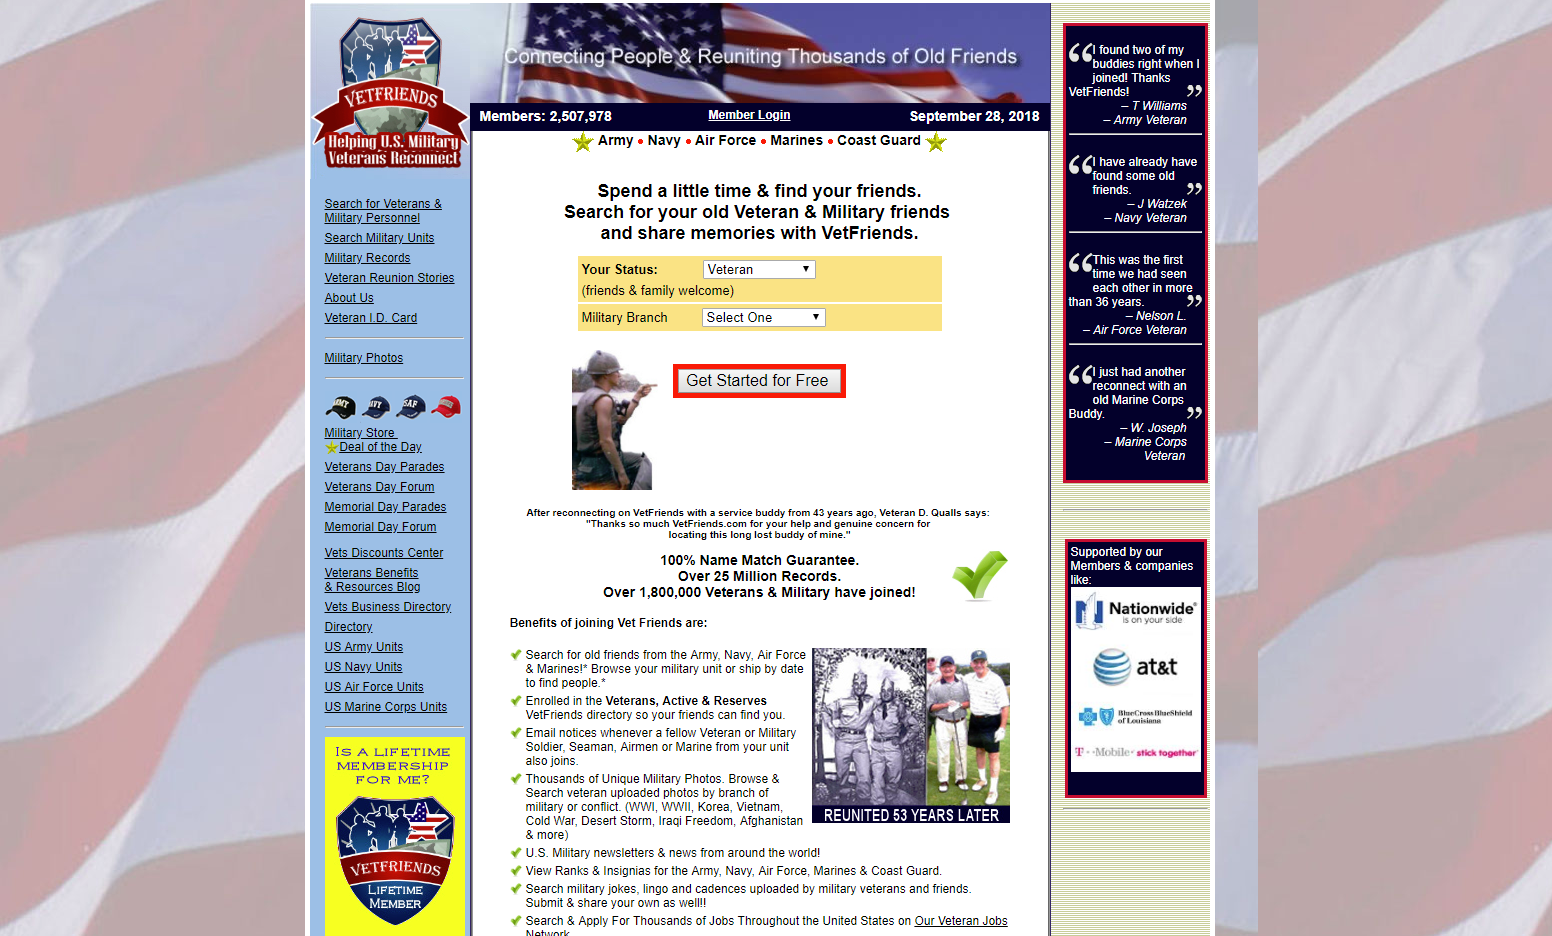 VETFRIENDS
Helping U.S. Military
Veterans Reconnect
Connecting People & Reuniting Thousands of Old Friends
Members: 2,507,978
Member Login
September 28, 2018
Army • Navy • Air Force • Marines • Coast Guard
Search for Veterans &
Military Personnel
Search Military Units
Military Records
Veteran Reunion Stories
About Us
Veteran I.D. Card
Military Photos
Military Store
Deal of the Day
Veterans Day Parades
Veterans Day Forum
Memorial Day Parades
Memorial Day Forum
Vets Discounts Center
Veterans Benefits
& Resources Blog
Vets Business Directory
Directory
US Army Units
US Navy Units
US Air Force Units
US Marine Corps Units
Is a Lifetime
Membership
for me?
VETFRIENDS
Lifetime
Member
Spend a little time & find your friends.
Search for your old Veteran & Military friends
and share memories with VetFriends.
Your Status:
Veteran
(friends & family welcome)
Military Branch
Select One
Get Started for Free
After reconnecting on VetFriends with a service buddy from 43 years ago, Veteran D. Qualls says:
"Thanks so much VetFriends.com for your help and genuine concern for
locating this long lost buddy of mine."
100% Name Match Guarantee.
Over 25 Million Records.
Over 1,800,000 Veterans & Military have joined!
Benefits of joining Vet Friends are:
Search for old friends from the Army, Navy, Air Force
& Marines!* Browse your military unit or ship by date
to find people.*
Enrolled in the Veterans, Active & Reserves
VetFriends directory so your friends can find you.
Email notices whenever a fellow Veteran or Military
Soldier, Seaman, Airmen or Marine from your unit
also joins.
Thousands of Unique Military Photos. Browse &
Search veteran uploaded photos by branch of
military or conflict. (WWI, WWII, Korea, Vietnam,
Cold War, Desert Storm, Iraqi Freedom, Afghanistan
& more)
REUNITED 53 YEARS LATER
U.S. Military newsletters & news from around the world!
View Ranks & Insignias for the Army, Navy, Air Force, Marines & Coast Guard.
Search military jokes, lingo and cadences uploaded by military veterans and friends.
Submit & share your own as well!!
Search & Apply For Thousands of Jobs Throughout the United States on Our Veteran Jobs
Network
“I found two of my
buddies right when I
joined! Thanks
VetFriends!”
– T Williams
– Army Veteran
“I have already have
found some old
friends.”
– J Watzek
– Navy Veteran
“This was the first
time we had seen
each other in more
than 36 years.”
– Nelson L.
– Air Force Veteran
“I just had another
reconnect with an
old Marine Corps
Buddy.”
– W. Joseph
– Marine Corps
Veteran
Supported by our
Members & companies
like:
Nationwide
is on your side
at&t
BlueCross BlueShield
of Louisiana
T-Mobile stick together